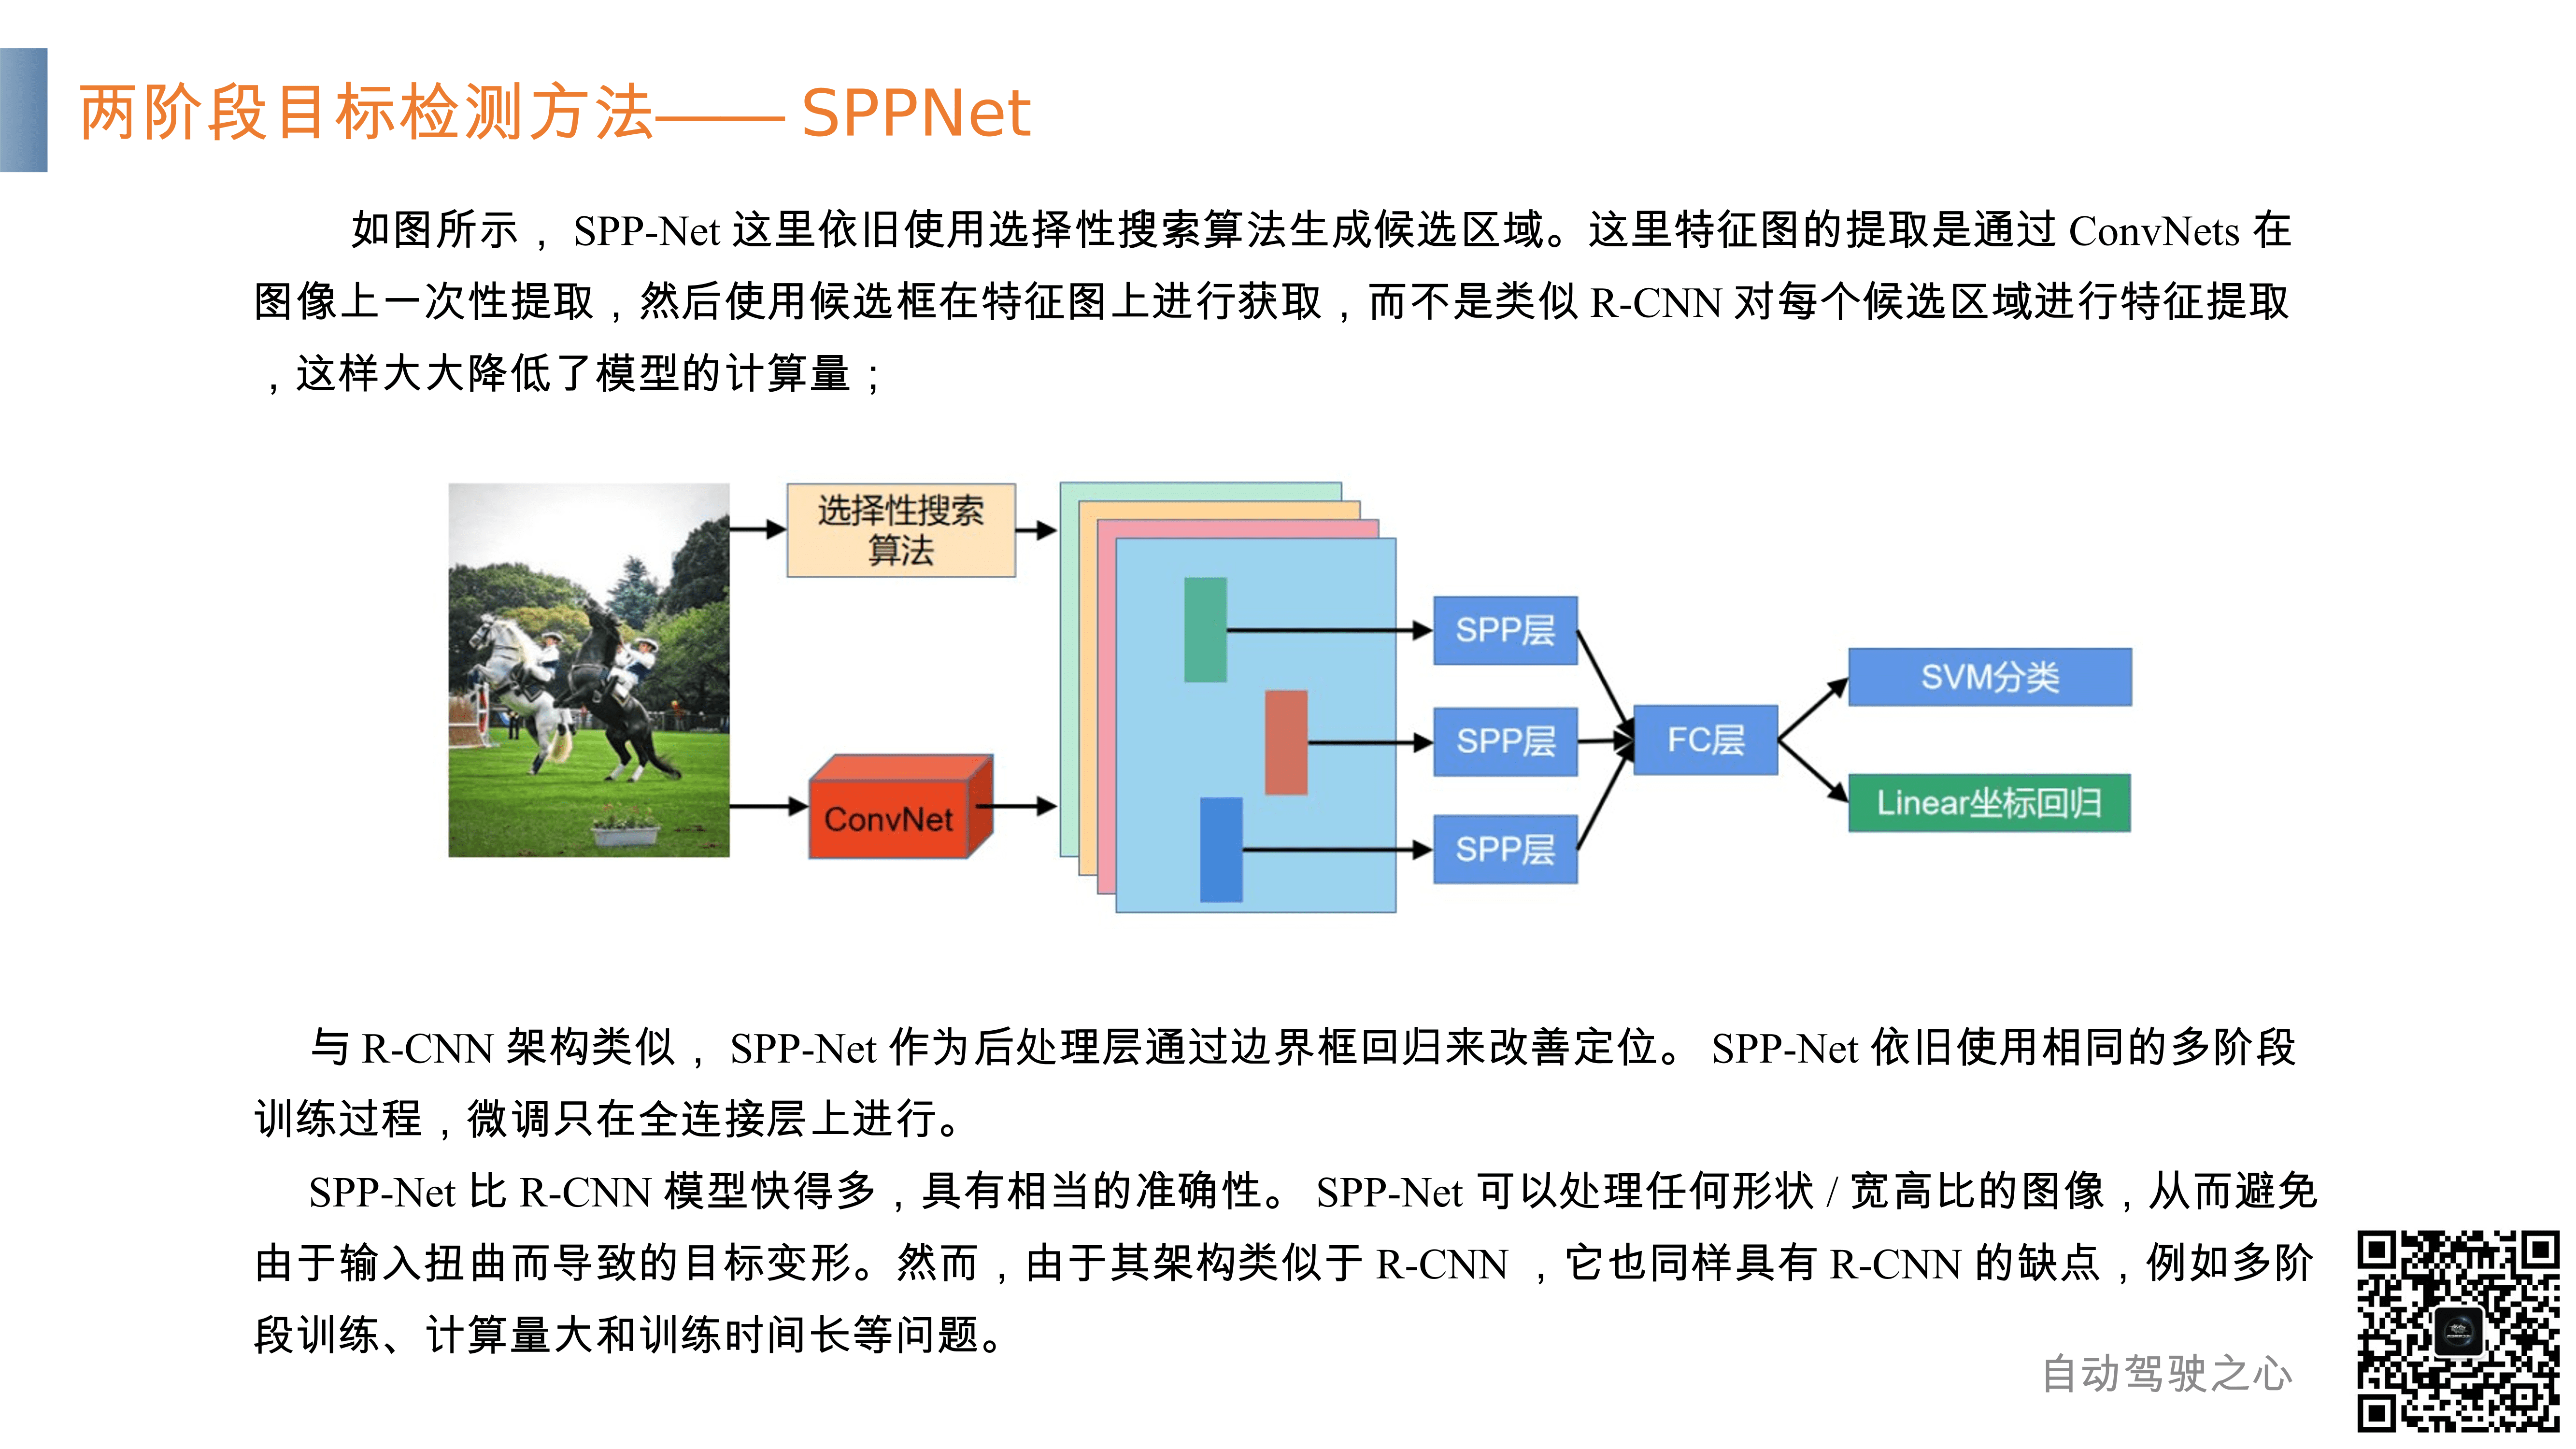 两阶段目标检测方法—— SPPNet
如图所示，SPP-Net 这里依旧使用选择性搜索算法生成候选区域。这里特征图的提取是通过 ConvNets 在
图像上一次性提取，然后使用候选框在特征图上进行获取，而不是类似 R-CNN 对每个候选区域进行特征提取
，这样大大降低了模型的计算量；
选择性搜索
算法
ConvNet
SPP层
SPP层
SPP层
FC层
SVM分类
Linear坐标回归
与 R-CNN 架构类似，SPP-Net 作为后处理层通过边界框回归来改善定位。 SPP-Net 依旧使用相同的多阶段
训练过程，微调只在全连接层上进行。
SPP-Net 比 R-CNN 模型快得多，具有相当的准确性。 SPP-Net 可以处理任何形状 / 宽高比的图像，从而避免
由于输入扭曲而导致的目标变形。然而，由于其架构类似于 R-CNN ，它也同样具有 R-CNN 的缺点，例如多阶
段训练、计算量大和训练时间长等问题。
自动驾驶之心